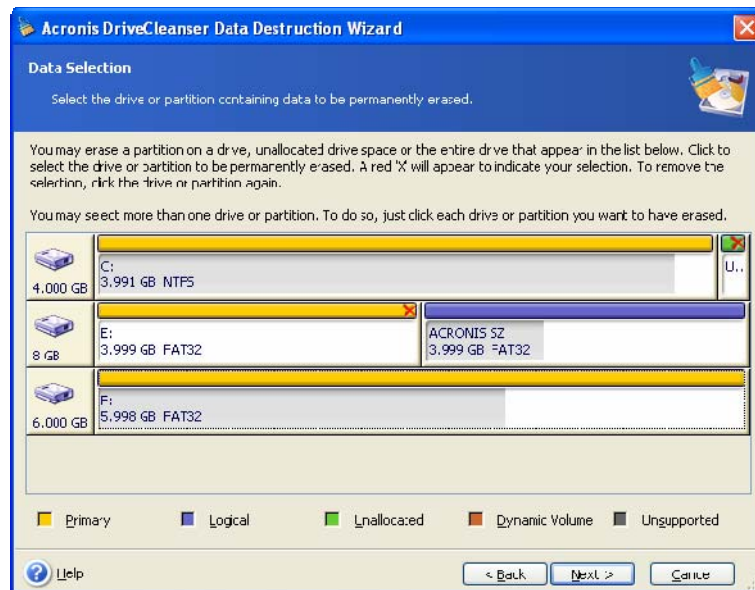 Acronis DriveCleanser Data Destruction Wizard
Data Selection
Select the drive or partition containing data to be permanently erased.
You may erase a partition on a drive, unallocated drive space or the entire drive that appear in the list below. Click to
select the drive or partition to be permanently erased. A red 'X' will appear to indicate your selection. To remove the
selection, click the drive or partition again.
You may select more than one drive or partition. To do so, just click each drive or partition you want to have erased.
4.000 GB
C:
3.991 GB NTFS
U..
8 GB
E:
3.999 GB FAT32
ACRONIS SZ
3.999 GB FAT32
6.000 GB
F:
5.998 GB FAT32
Primary Logical Unallocated Dynamic Volume Unsupported
Help < Back Next > Cancel